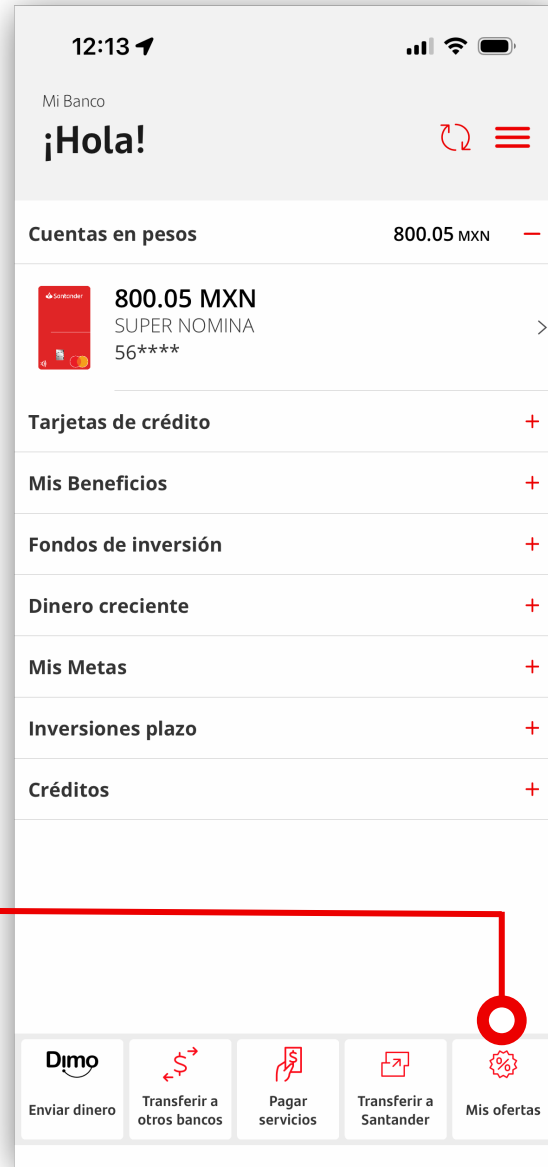 12:13
Mi Banco
¡Hola!
Cuentas en pesos 800.05 MXN
Santander
800.05 MXN
SUPER NOMINA
56****
Tarjetas de crédito
Mis Beneficios
Fondos de inversión
Dinero creciente
Mis Metas
Inversiones plazo
Créditos
Dimo
Enviar dinero
Transferir a
otros bancos
Pagar
servicios
Transferir a
Santander
Mis ofertas